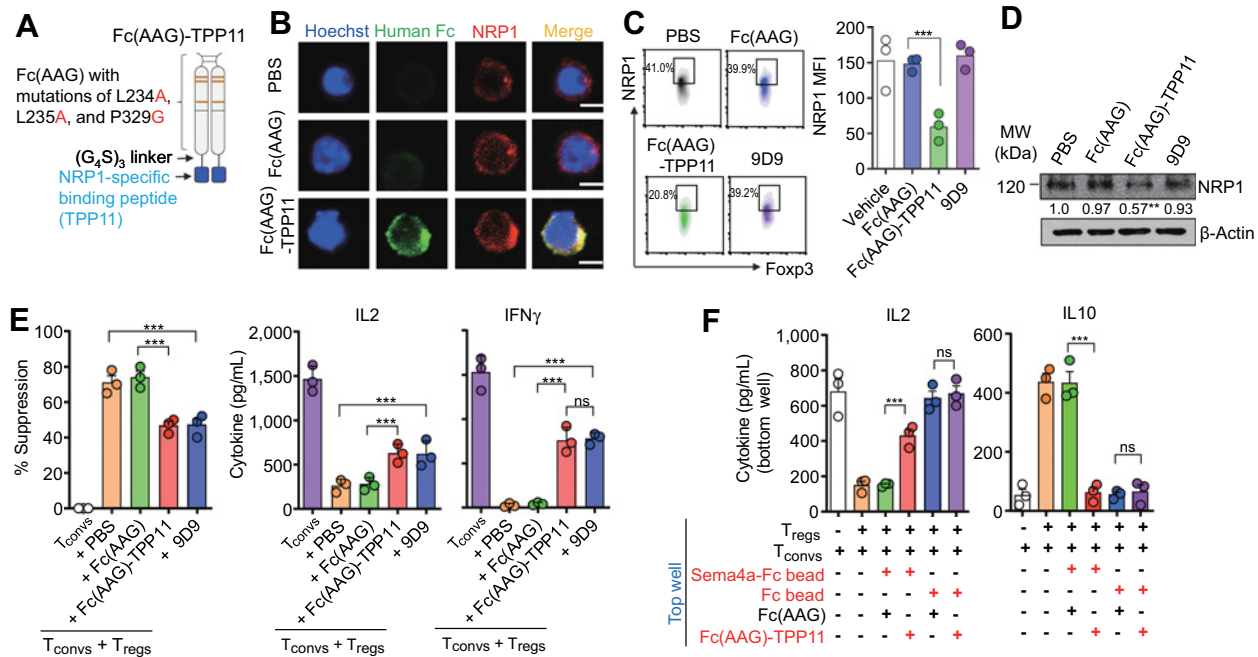 A
Fc(AAG)-TPP11
Fc(AAG) with
mutations of L234A,
L235A, and P329G
(G₄S)₃ linker
NRP1-specific
binding peptide
(TPP11)
B
Hoechst Human Fc NRP1 Merge
PBS
Fc(AAG)
Fc(AAG)
-TPP11
C
PBS
Fc(AAG)
41.0%
39.9%
NRP1
Fc(AAG)
-TPP11
9D9
20.8%
39.2%
Foxp3
NRP1 MFI
200
150
100
50
0
***
Vehicle
Fc(AAG)
Fc(AAG)-TPP11
9D9
D
MW
(kDa)
PBS
Fc(AAG)
Fc(AAG)-TPP11
9D9
120
NRP1
1.0 0.97 0.57** 0.93
β-Actin
E
% Suppression
100
80
60
40
20
0
***
***
Tconvs
+ PBS
+ Fc(AAG)
+ Fc(AAG)-TPP11
+ 9D9
Tconvs + Tregs
IL2
Cytokine (pg/mL)
2,000
1,500
1,000
500
0
***
***
Tconvs
+ PBS
+ Fc(AAG)
+ Fc(AAG)-TPP11
+ 9D9
Tconvs + Tregs
IFNγ
***
***
ns
Tconvs
+ PBS
+ Fc(AAG)
+ Fc(AAG)-TPP11
+ 9D9
Tconvs + Tregs
F
IL2
Cytokine (pg/mL)
(bottom well)
1,000
800
600
400
200
0
***
ns
IL10
600
400
200
0
***
ns
Top well
Tregs - + + + + + - + + + + +
Tconvs + + + + + + + + + + + +
Sema4a-Fc bead - - + + - - - - + + - -
Fc bead - - - - + + - - - - + +
Fc(AAG) - - + - + - - - + - + -
Fc(AAG)-TPP11 - - - + - + - - - + - +